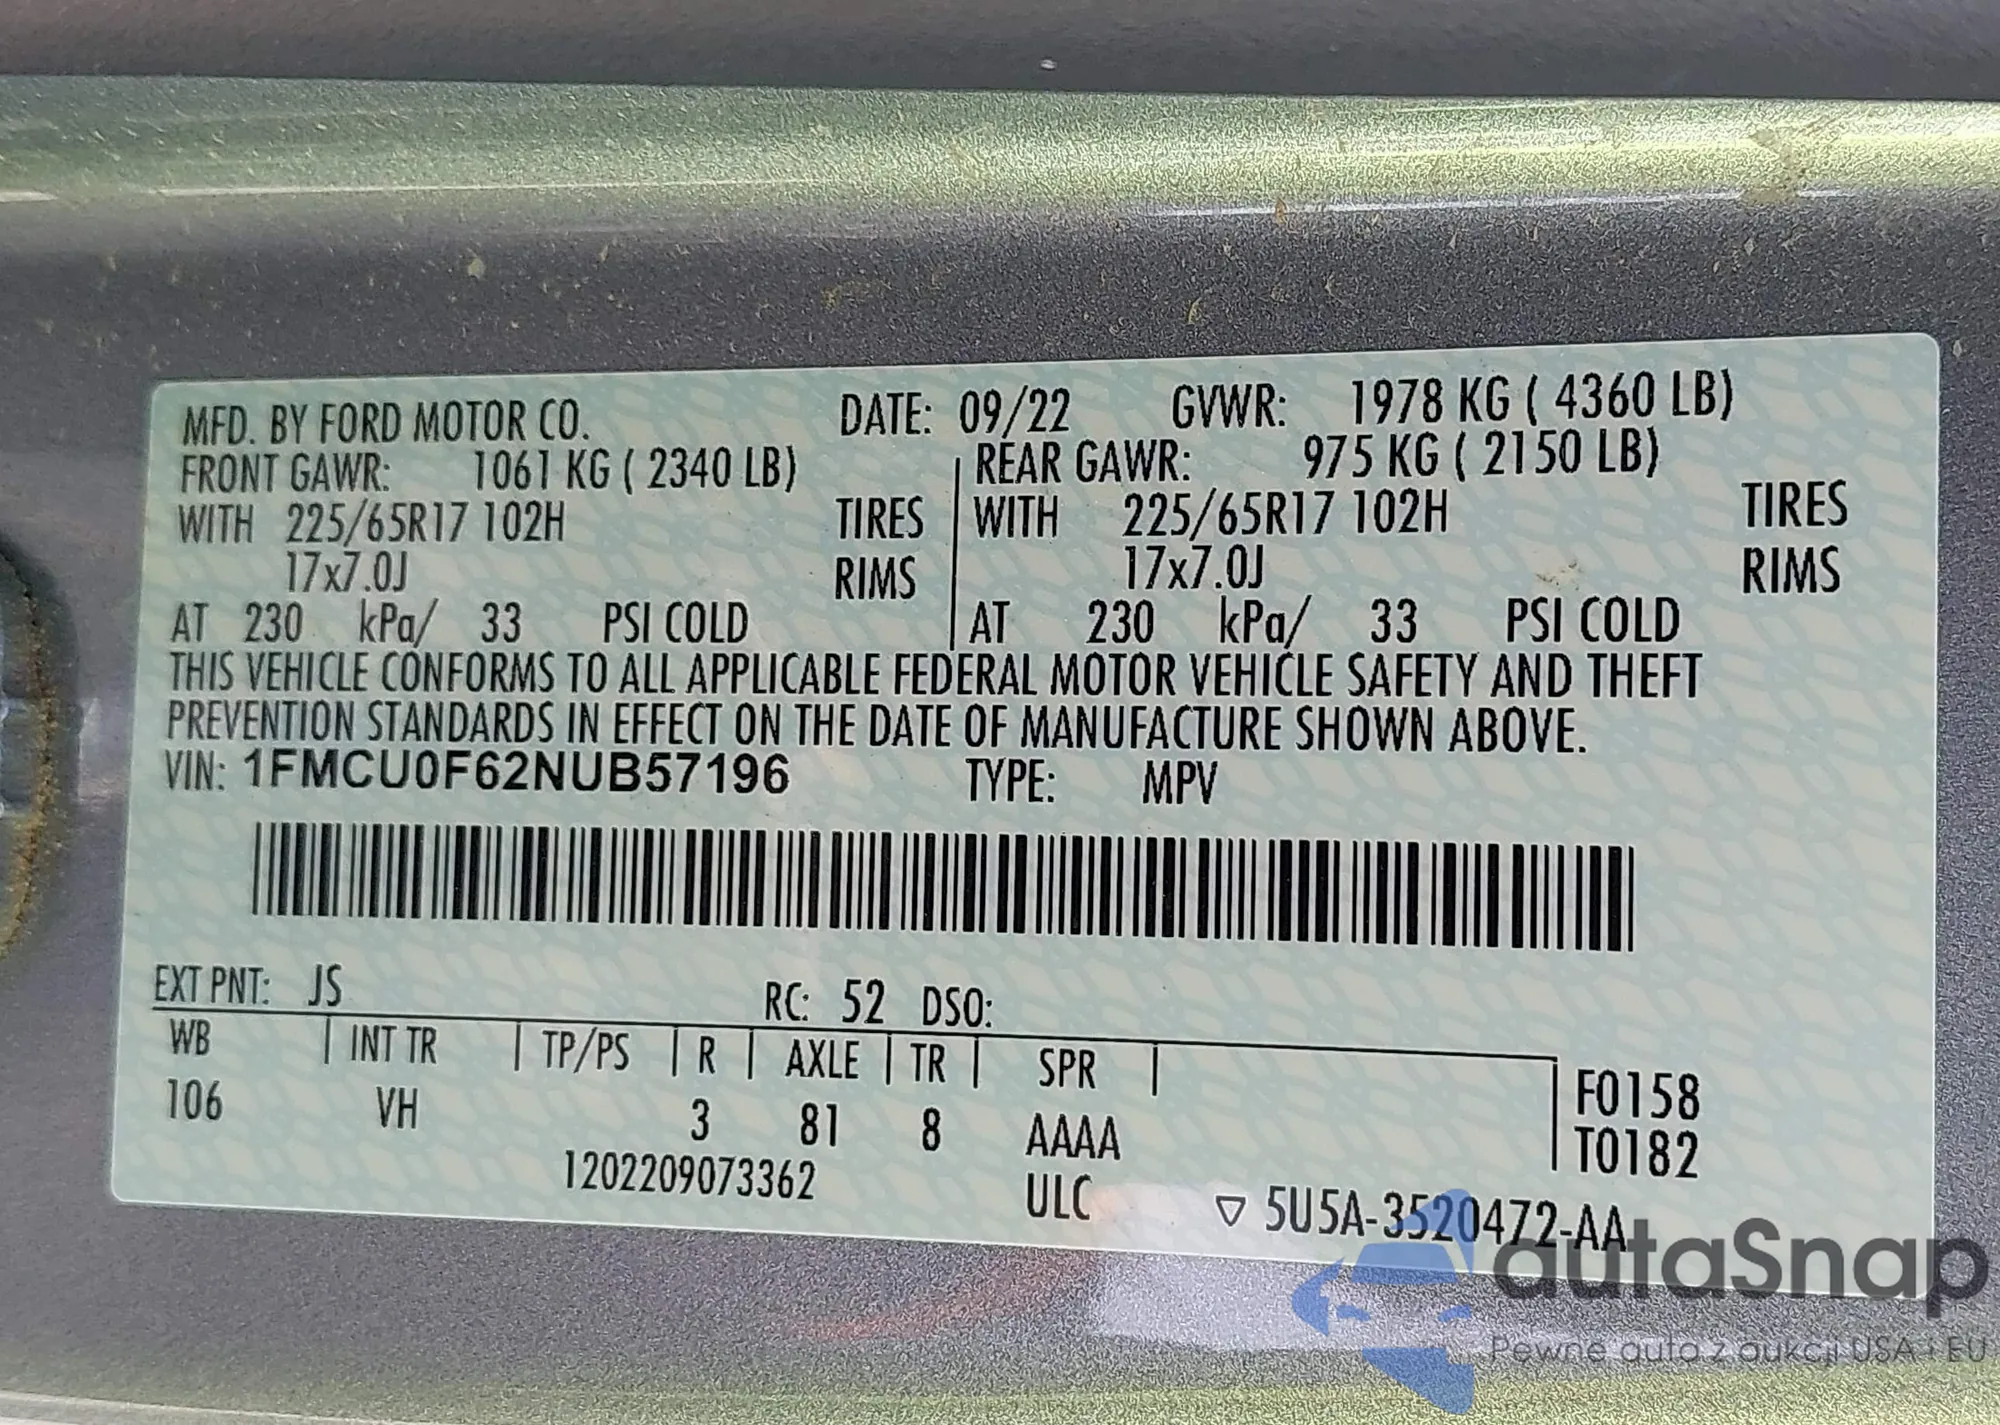 MFD. BY FORD MOTOR CO. DATE: 09/22 GVWR: 1978 KG ( 4360 LB)
FRONT GAWR: 1061 KG ( 2340 LB) REAR GAWR: 975 KG ( 2150 LB)
WITH 225/65R17 102H TIRES WITH 225/65R17 102H TIRES
17x7.0J RIMS 17x7.0J RIMS
AT 230 kPa/ 33 PSI COLD AT 230 kPa/ 33 PSI COLD
THIS VEHICLE CONFORMS TO ALL APPLICABLE FEDERAL MOTOR VEHICLE SAFETY AND THEFT
PREVENTION STANDARDS IN EFFECT ON THE DATE OF MANUFACTURE SHOWN ABOVE.
VIN: 1FMCU0F62NUB57196 TYPE: MPV
EXT PNT: JS RC: 52 DSO:
WB INT TR TP/PS R AXLE TR SPR
F0158
106 VH 3 81 8 AAAA
T0182
1202209073362 ULC ▽ 5U5A-3520472-AA
autaSnap
Pewne auta z aukcji USA i EU